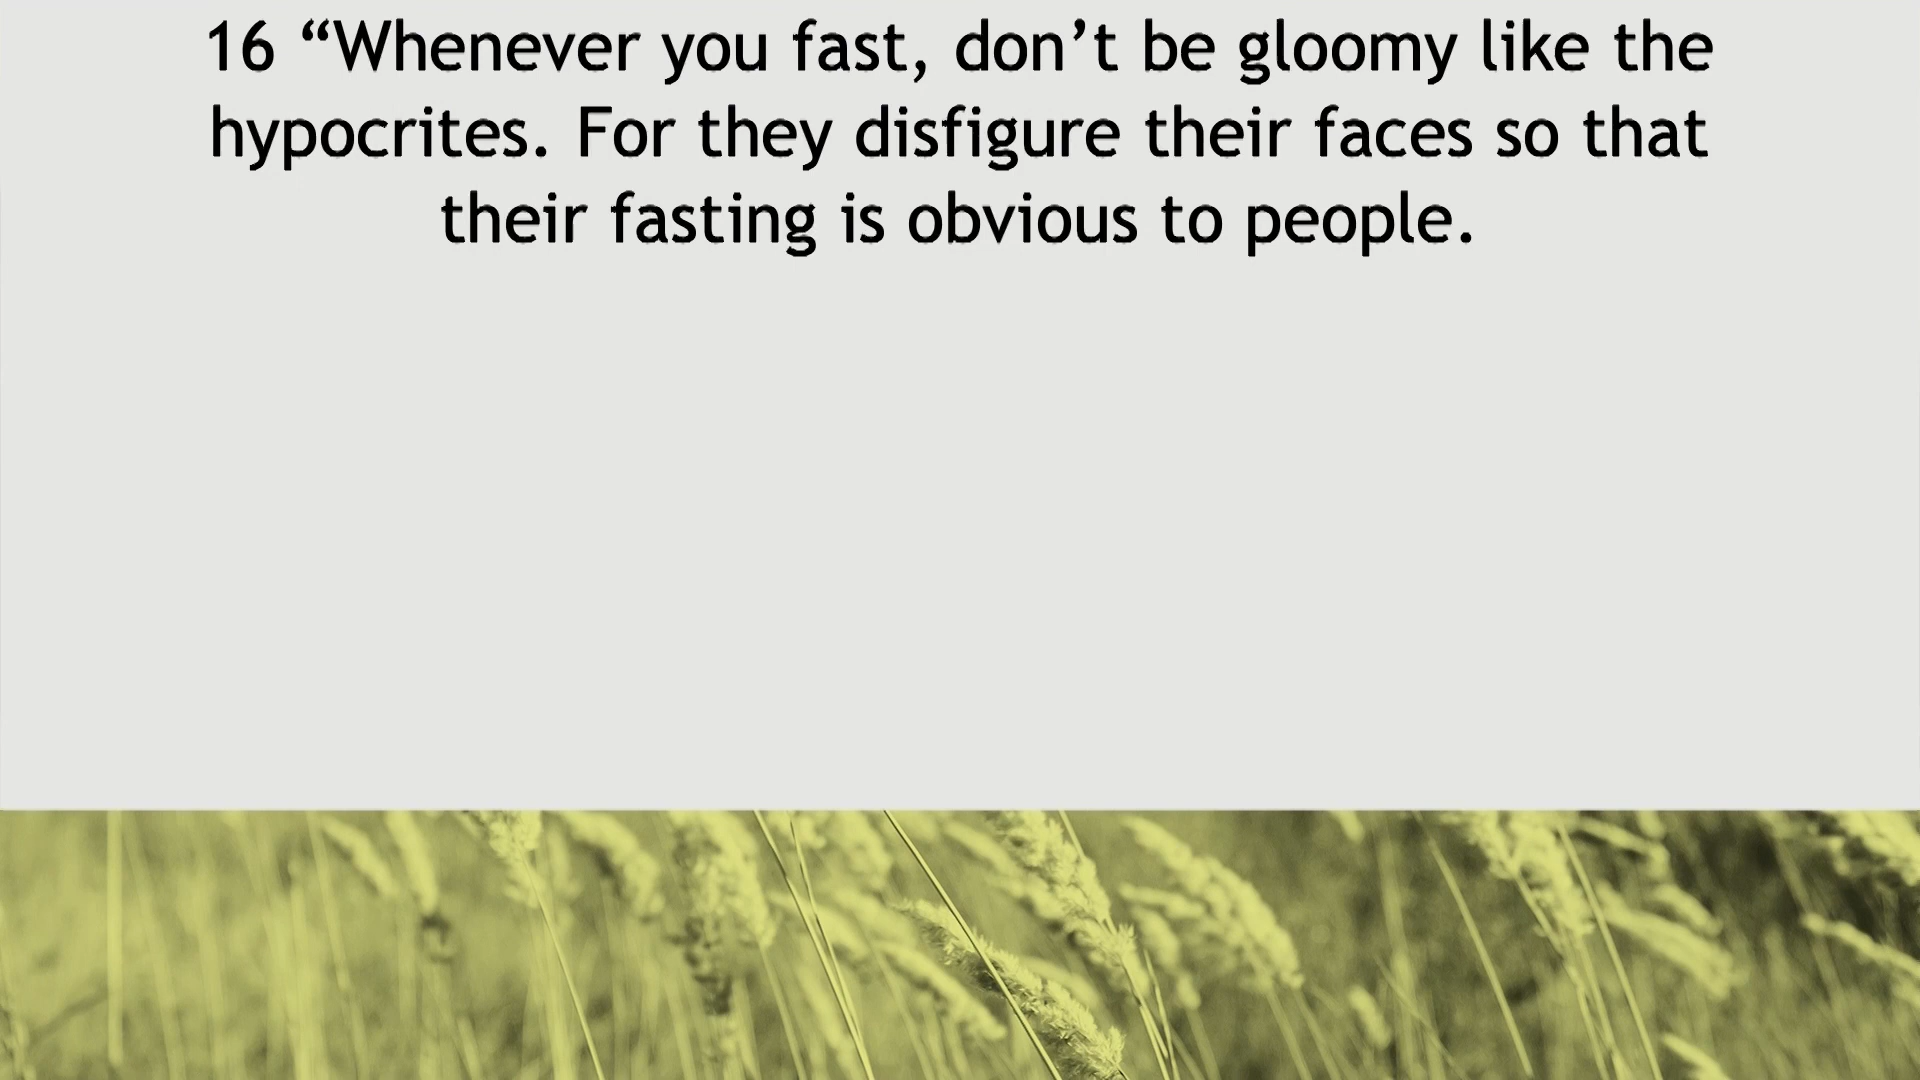 16 “Whenever you fast, don’t be gloomy like the
hypocrites. For they disfigure their faces so that
their fasting is obvious to people.